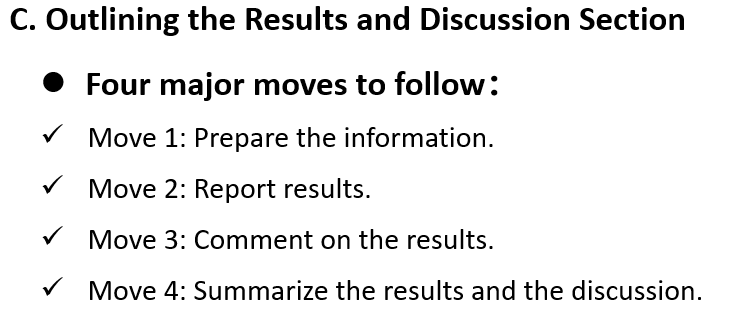 C. Outlining the Results and Discussion Section
● Four major moves to follow：
✓ Move 1: Prepare the information.
✓ Move 2: Report results.
✓ Move 3: Comment on the results.
✓ Move 4: Summarize the results and the discussion.